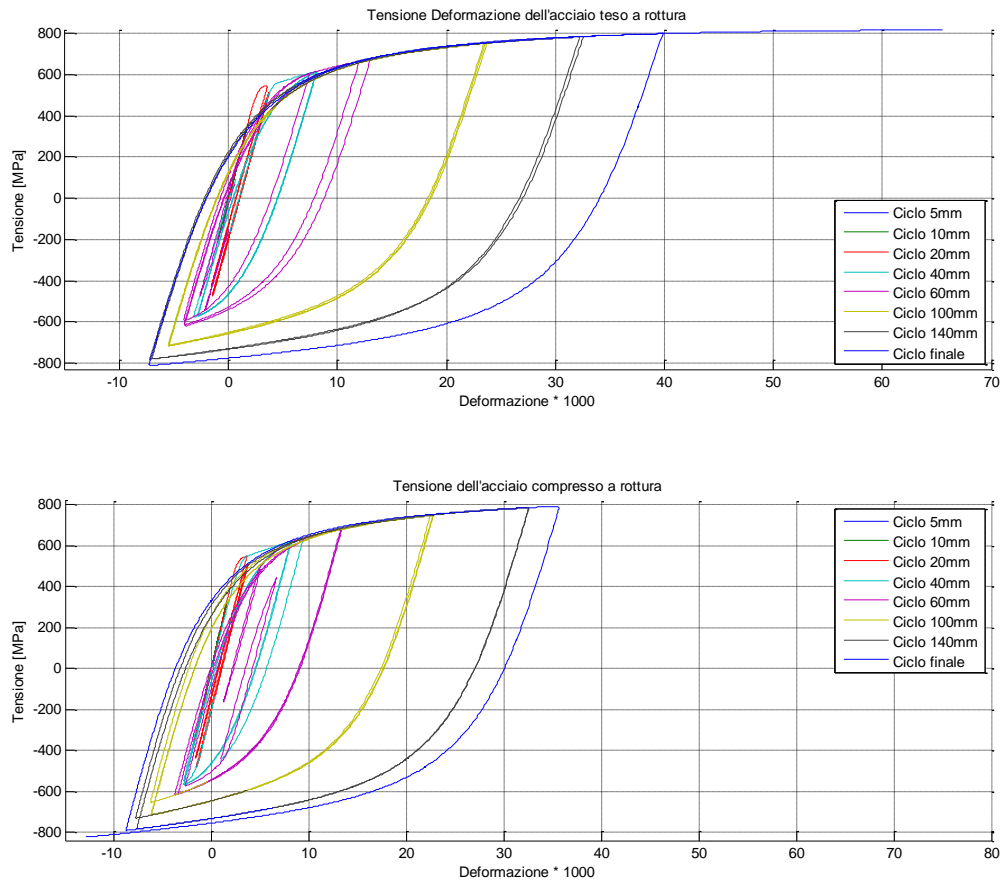 Tensione Deformazione dell'acciaio teso a rottura
800
600
400
200
0
-200
-400
-600
-800
Tensione [MPa]
-10 0 10 20 30 40 50 60 70
Deformazione * 1000
Ciclo 5mm
Ciclo 10mm
Ciclo 20mm
Ciclo 40mm
Ciclo 60mm
Ciclo 100mm
Ciclo 140mm
Ciclo finale
Tensione dell'acciaio compresso a rottura
800
600
400
200
0
-200
-400
-600
-800
Tensione [MPa]
-10 0 10 20 30 40 50 60 70 80
Deformazione * 1000
Ciclo 5mm
Ciclo 10mm
Ciclo 20mm
Ciclo 40mm
Ciclo 60mm
Ciclo 100mm
Ciclo 140mm
Ciclo finale